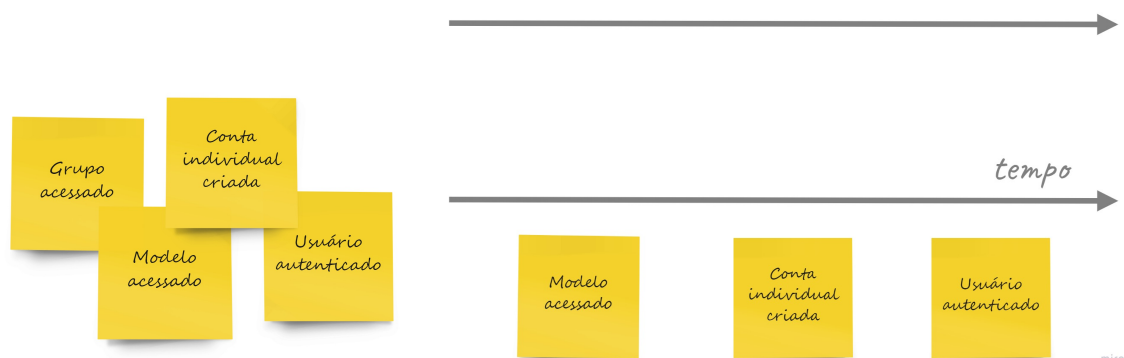 Grupo
acessado
Conta
individual
criada
Modelo
acessado
Usuário
autenticado
tempo
Modelo
acessado
Conta
individual
criada
Usuário
autenticado